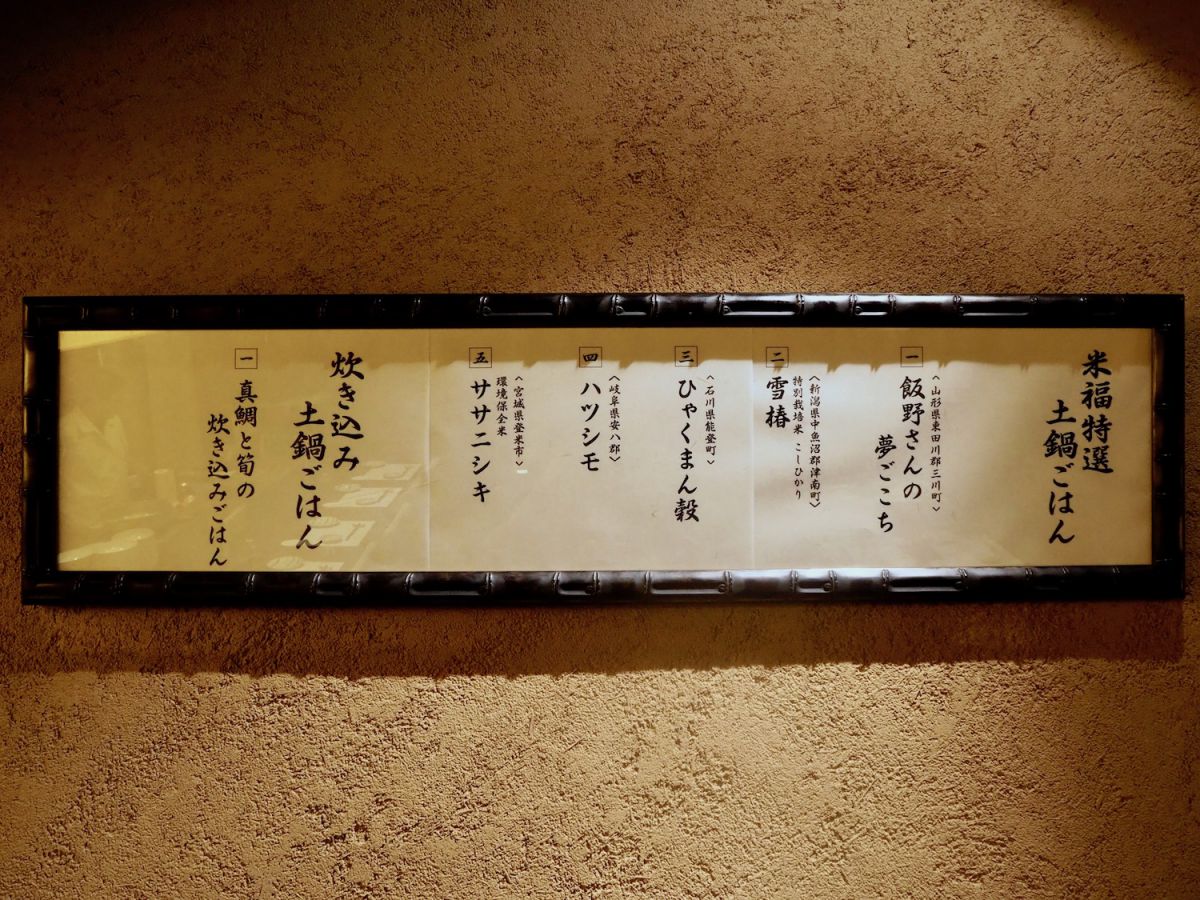 米福特選
土鍋ごはん
一
〈山形県東田川郡三川町〉
飯野さんの
夢ごこち
二
〈新潟県中魚沼郡津南町〉
特別栽培米 こしひかり
雪椿
三
〈石川県能登町〉
ひゃくまん穀
四
〈岐阜県安八郡〉
ハツシモ
五
〈宮城県登米市〉
環境保全米
ササニシキ
炊き込み
土鍋ごはん
一
真鯛と筍の
炊き込みごはん